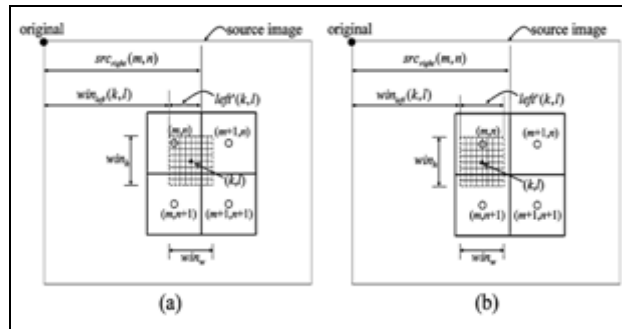 original
source image
src_right(m,n)
win_left(k,l)
left'(k,l)
(m,n)
(m+1,n)
win_h
(k,l)
(m,n+1)
(m+1,n+1)
win_w
(a)
original
source image
src_right(m,n)
win_left(k,l)
left'(k,l)
(m,n)
(m+1,n)
win_h
(k,l)
(m,n+1)
(m+1,n+1)
win_w
(b)